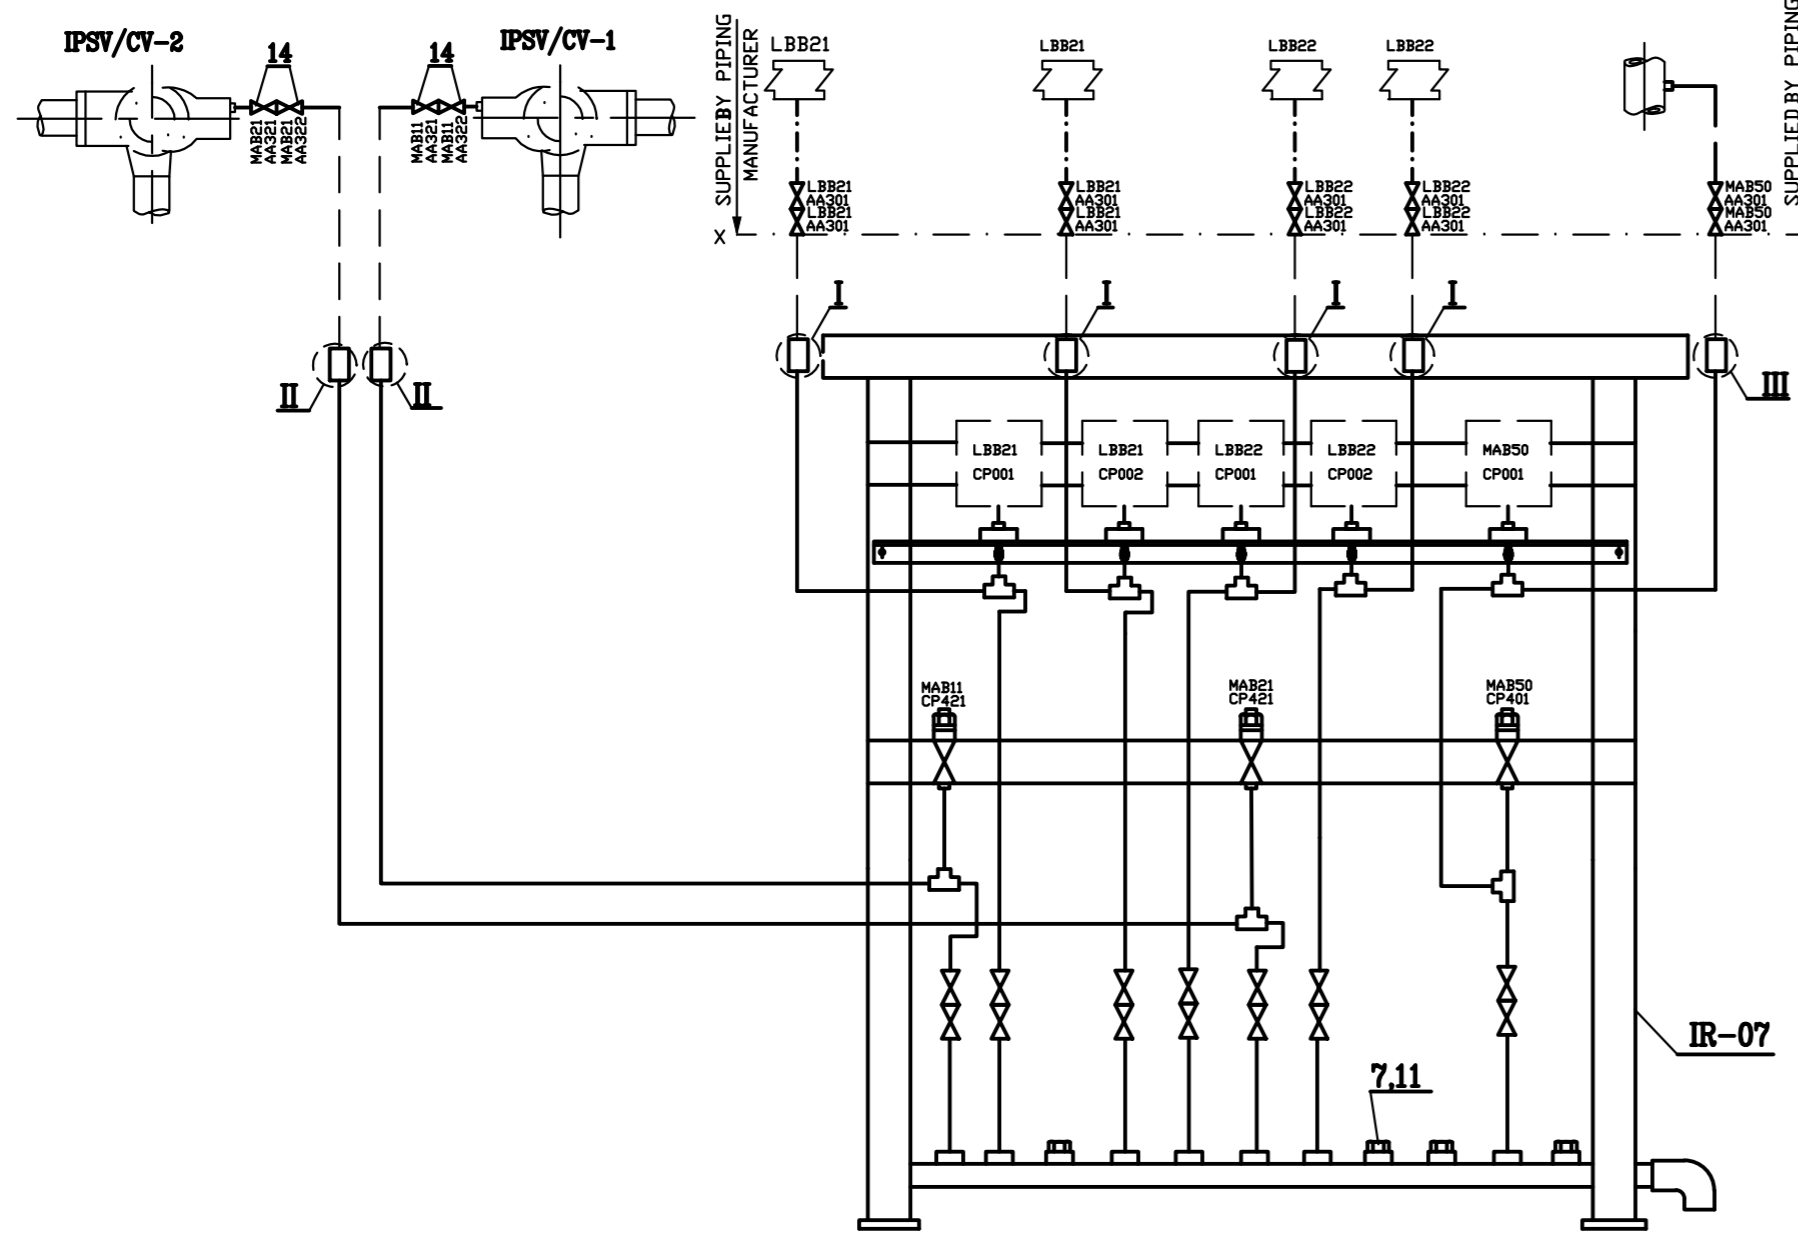 IPSV/CV-2
14
14
IPSV/CV-1
MAB21
AA321
MAB21
AA322
MAB11
AA321
MAB11
AA322
SUPPLIEBY PIPING
MANUFACTURER
X
LBB21
LBB21
LBB22
LBB22
SUPPLIED BY PIPING
LBB21
AA301
LBB21
AA301
LBB21
AA301
LBB21
AA301
LBB22
AA301
LBB22
AA301
LBB22
AA301
LBB22
AA301
MAB50
AA301
MAB50
AA301
I
I
I
I
II
II
III
LBB21
CP001
LBB21
CP002
LBB22
CP001
LBB22
CP002
MAB50
CP001
MAB11
CP421
MAB21
CP421
MAB50
CP401
IR-07
7,11